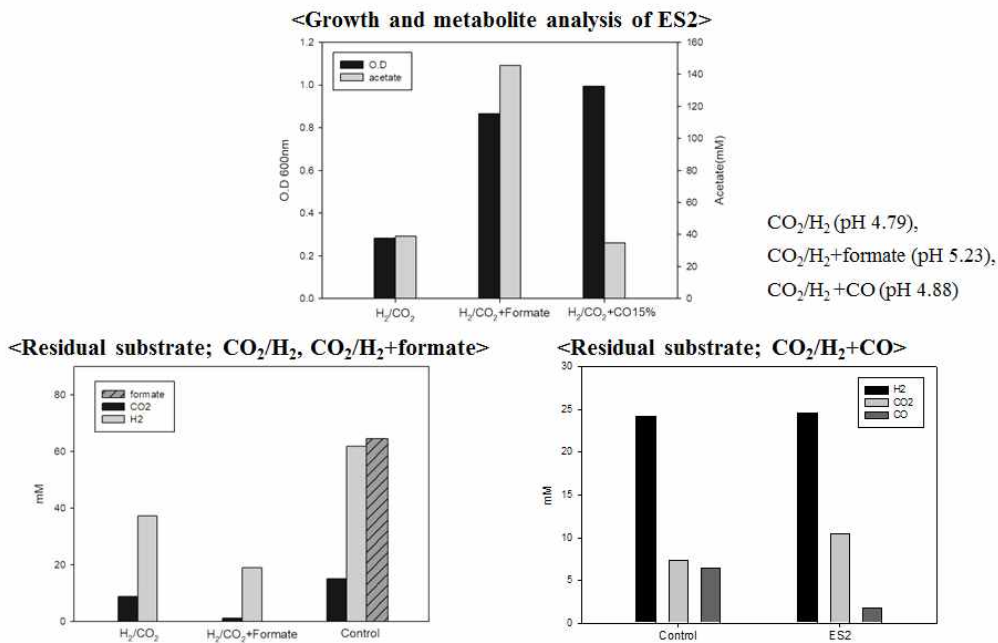 <Growth and metabolite analysis of ES2>
1.2
1.0
0.8
0.6
0.4
0.2
0.0
O.D 600nm
O.D
acetate
160
140
120
100
80
60
40
20
0
Acetate(mM)
H₂/CO₂
H₂/CO₂+Formate
H₂/CO₂+CO15%
CO₂/H₂ (pH 4.79),
CO₂/H₂+formate (pH 5.23),
CO₂/H₂ +CO (pH 4.88)
<Residual substrate; CO₂/H₂, CO₂/H₂+formate>
80
60
40
20
0
mM
formate
CO2
H2
H₂/CO₂
H₂/CO₂+Formate
Control
<Residual substrate; CO₂/H₂+CO>
30
25
20
15
10
5
0
mM
H2
CO2
CO
Control
ES2